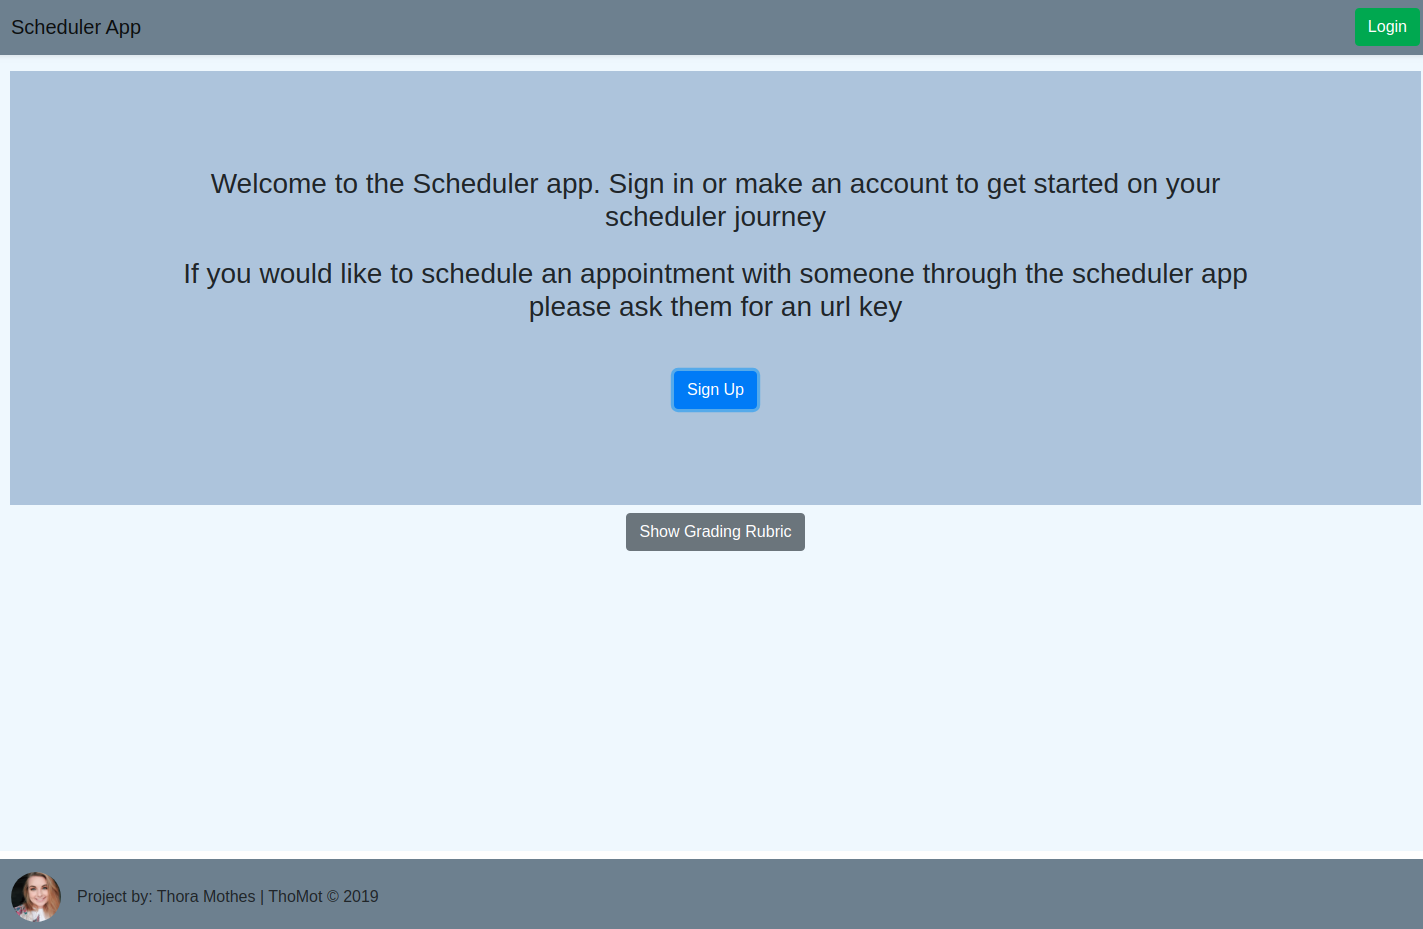 Scheduler App
Login
Welcome to the Scheduler app. Sign in or make an account to get started on your
scheduler journey
If you would like to schedule an appointment with someone through the scheduler app
please ask them for an url key
Sign Up
Show Grading Rubric
Project by: Thora Mothes | ThoMot © 2019